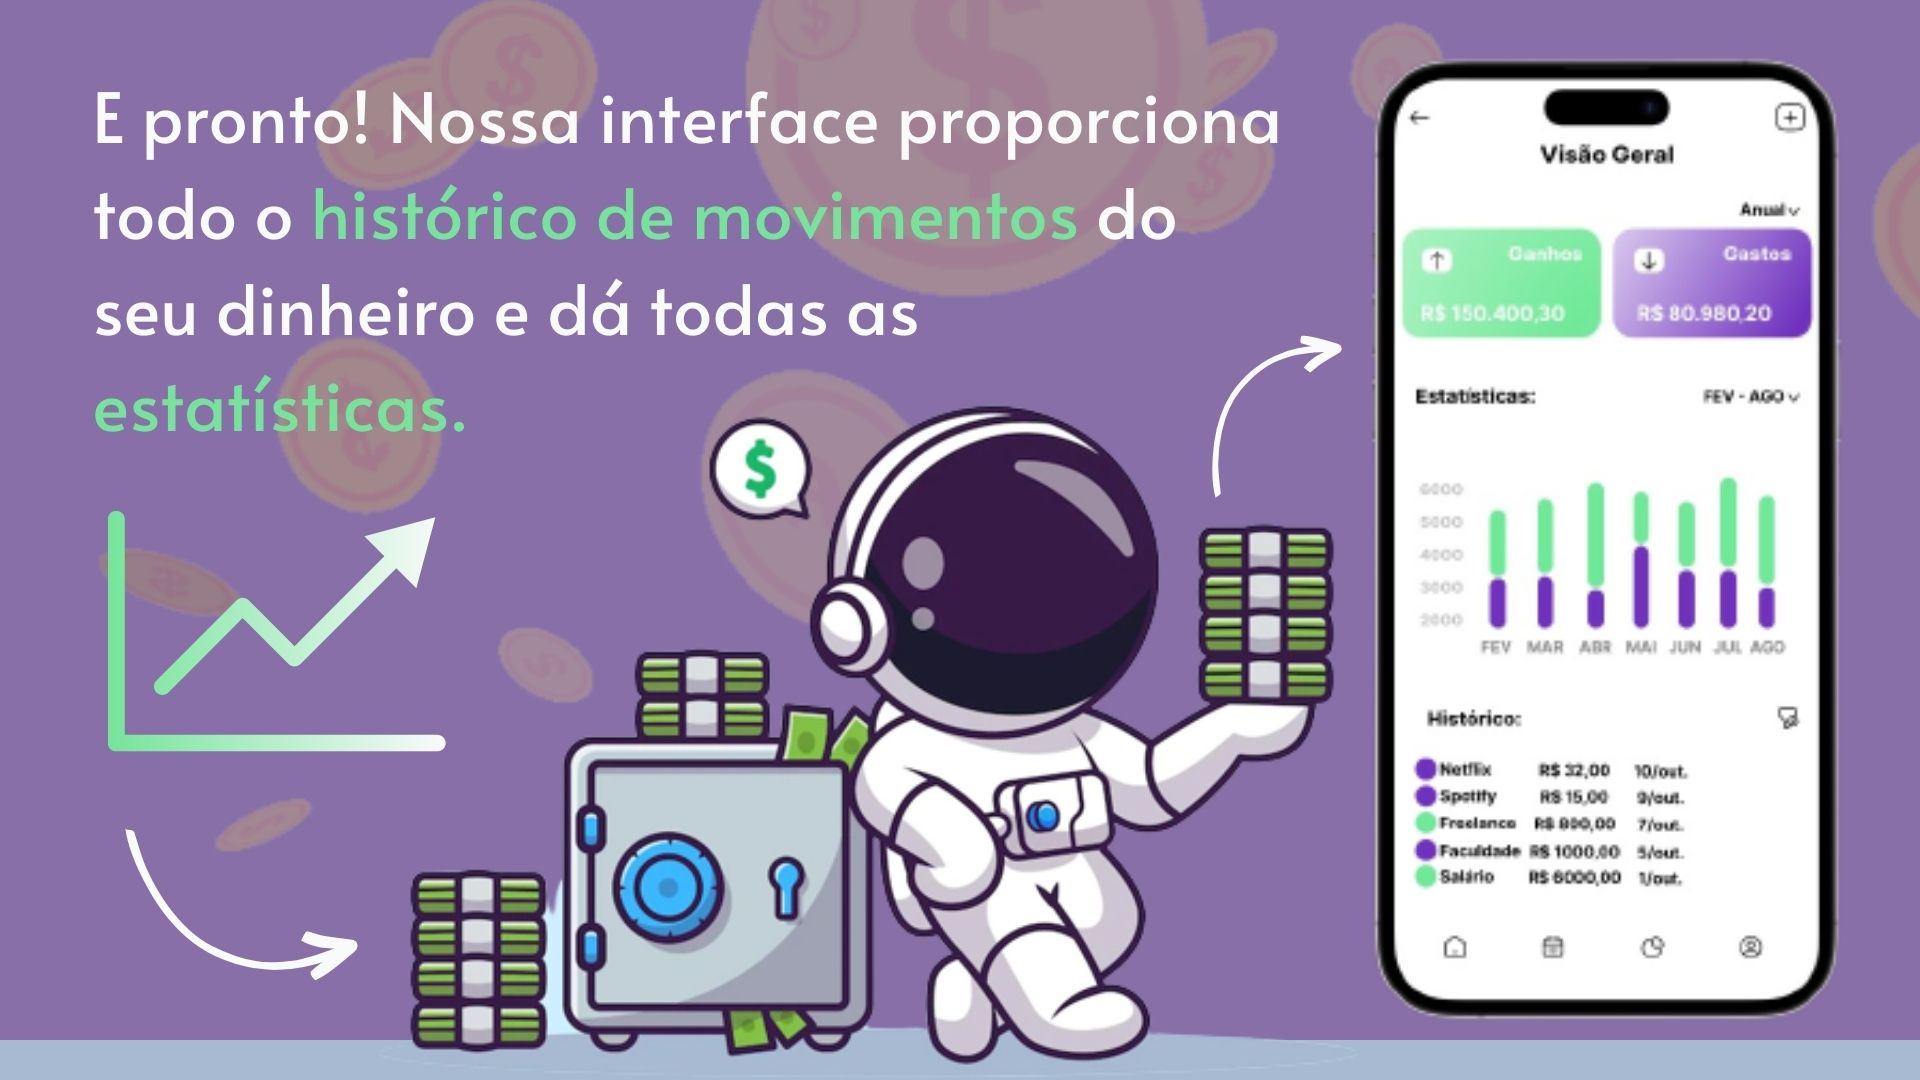 E pronto! Nossa interface proporciona
todo o histórico de movimentos do
seu dinheiro e dá todas as
estatísticas.
$
Visão Geral
Anual
Ganhos
R$ 150.400,30
Gastos
R$ 80.980,20
Estatísticas:
FEV - AGO
6000
5000
4000
3000
2000
FEV MAR ABR MAI JUN JUL AGO
Histórico:
Netflix R$ 32,00 10/out.
Spotify R$ 15,00 9/out.
Freelance R$ 800,00 7/out.
Faculdade R$ 1000,00 5/out.
Salário R$ 6000,00 1/out.